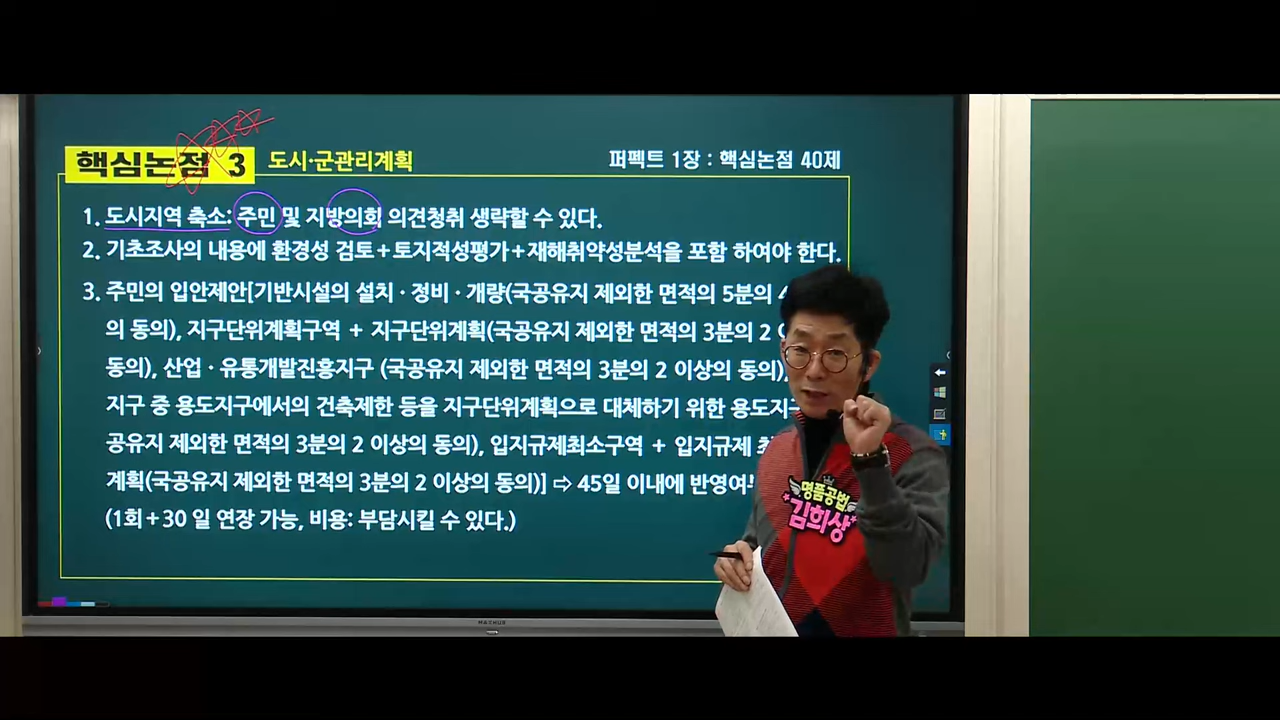 핵심논점 3
도시·군관리계획
퍼펙트 1장 : 핵심논점 40제
1. 도시지역 축소: 주민 및 지방의회 의견청취 생략할 수 있다.
2. 기초조사의 내용에 환경성 검토+토지적성평가+재해취약성분석을 포함 하여야 한다.
3. 주민의 입안제안[기반시설의 설치·정비·개량(국공유지 제외한 면적의 5분의
의 동의), 지구단위계획구역 + 지구단위계획(국공유지 제외한 면적의 3분의 2
동의), 산업·유통개발진흥지구 (국공유지 제외한 면적의 3분의 2 이상의 동의)
지구 중 용도지구에서의 건축제한 등을 지구단위계획으로 대체하기 위한
공유지 제외한 면적의 3분의 2 이상의 동의), 입지규제최소구역 + 입지규제
계획(국공유지 제외한 면적의 3분의 2 이상의 동의)] ⇨ 45일 이내에
(1회+30 일 연장 가능, 비용: 부담시킬 수 있다.)
명품공법
김희상
MAXHUB